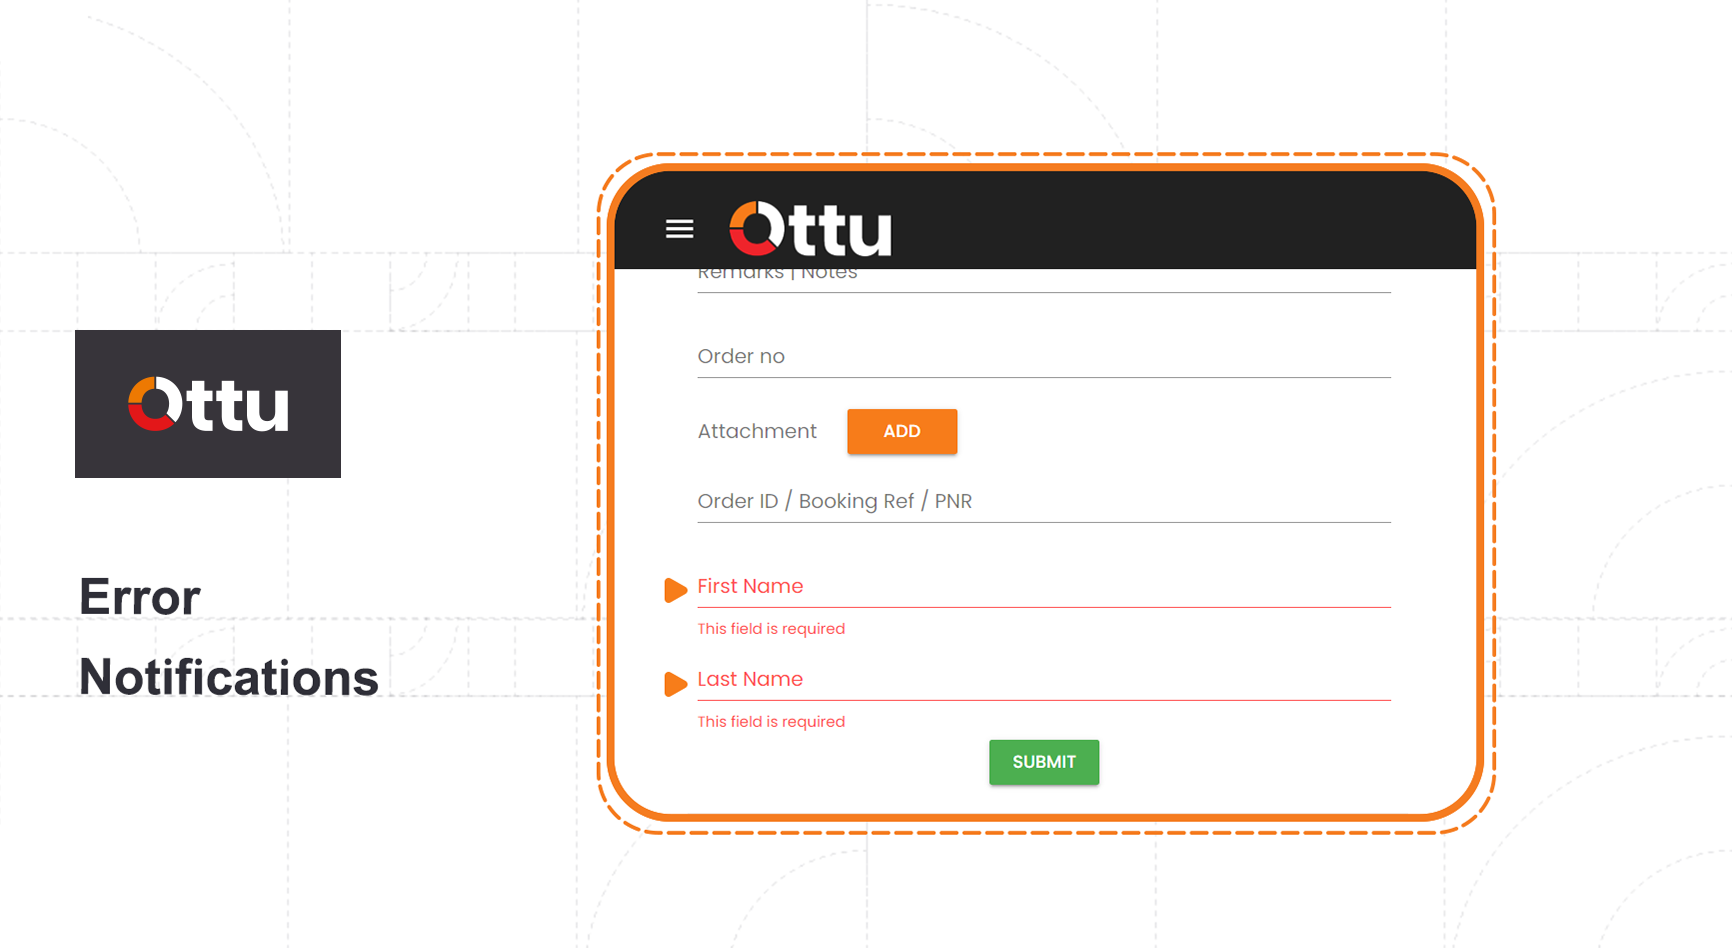 Ottu
Error
Notifications
Ottu
Remarks | Notes
Order no
Attachment
ADD
Order ID / Booking Ref / PNR
First Name
This field is required
Last Name
This field is required
SUBMIT